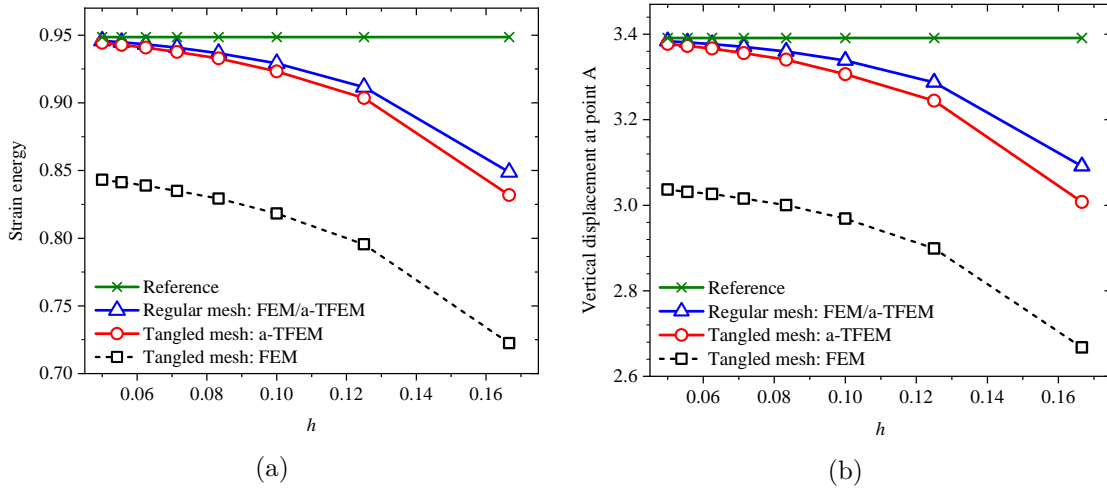 0.95
0.90
0.85
0.80
0.75
0.70
Strain energy
Reference
Regular mesh: FEM/a-TFEM
Tangled mesh: a-TFEM
Tangled mesh: FEM
0.06 0.08 0.10 0.12 0.14 0.16
h
(a)
3.4
3.2
3.0
2.8
2.6
Vertical displacement at point A
Reference
Regular mesh: FEM/a-TFEM
Tangled mesh: a-TFEM
Tangled mesh: FEM
0.06 0.08 0.10 0.12 0.14 0.16
h
(b)